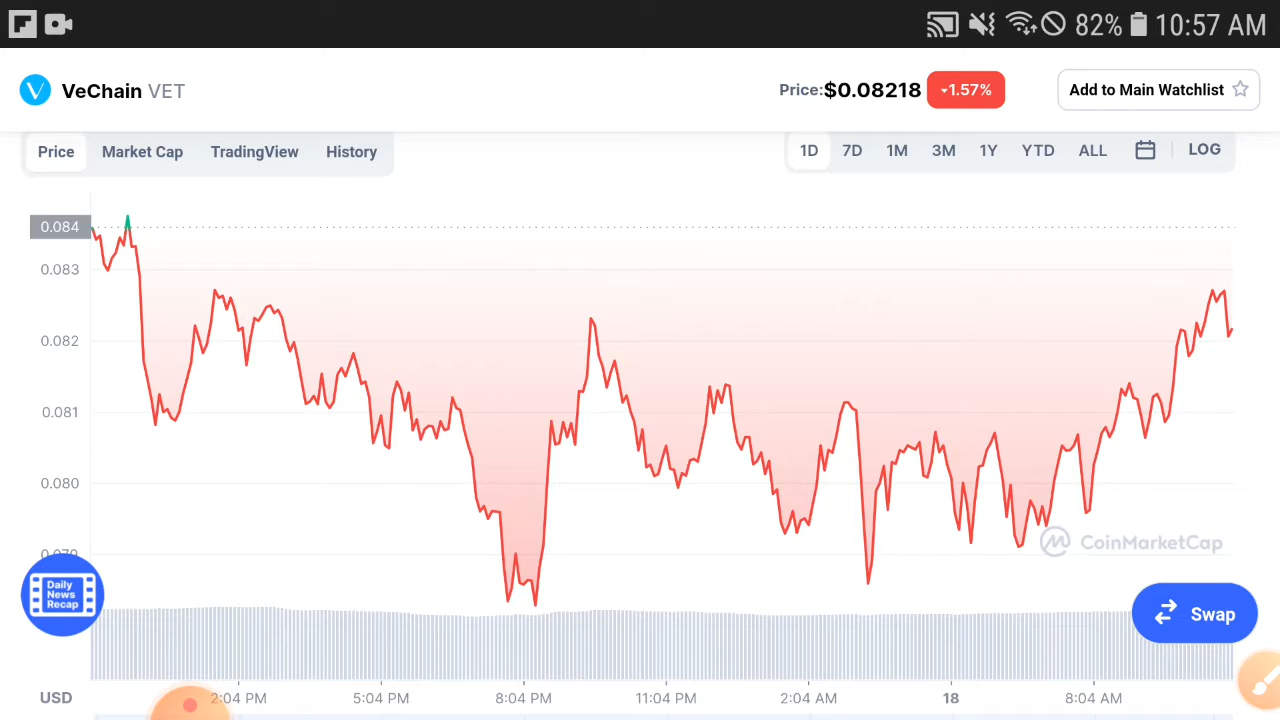 82% 10:57 AM
VeChain VET Price:$0.08218 1.57% Add to Main Watchlist
Price Market Cap TradingView History 1D 7D 1M 3M 1Y YTD ALL LOG
0.084
0.083
0.082
0.081
0.080
0.079
CoinMarketCap
Daily
News
Recap
Swap
USD 2:04 PM 5:04 PM 8:04 PM 11:04 PM 2:04 AM 18 8:04 AM